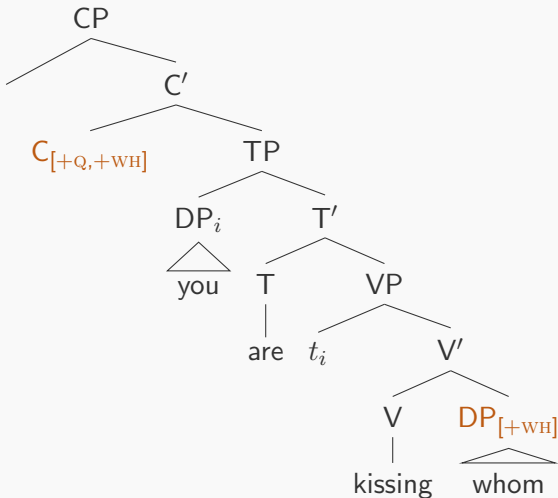 CP
C′
C[+Q,+WH] TP
DPi T′
you T VP
are ti V′
V DP[+WH]
kissing whom